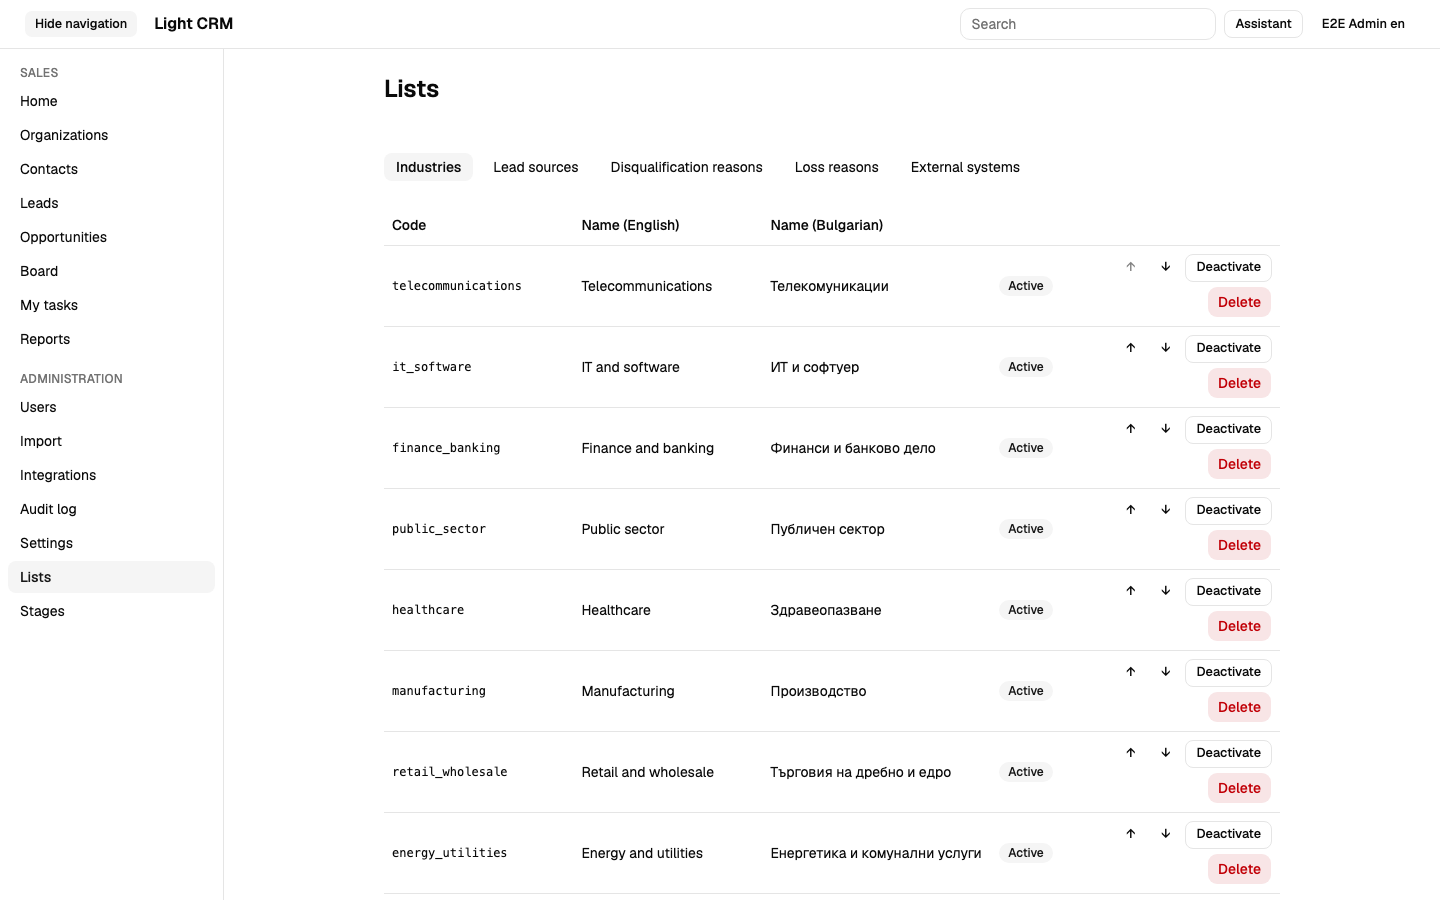 Hide navigation Light CRM Search Assistant E2E Admin en
SALES
Home
Organizations
Contacts
Leads
Opportunities
Board
My tasks
Reports
ADMINISTRATION
Users
Import
Integrations
Audit log
Settings
Lists
Stages
Lists
Industries Lead sources Disqualification reasons Loss reasons External systems
Code Name (English) Name (Bulgarian)
telecommunications Telecommunications Телекомуникации Active ↑ ↓ Deactivate
Delete
it_software IT and software ИТ и софтуер Active ↑ ↓ Deactivate
Delete
finance_banking Finance and banking Финанси и банково дело Active ↑ ↓ Deactivate
Delete
public_sector Public sector Публичен сектор Active ↑ ↓ Deactivate
Delete
healthcare Healthcare Здравеопазване Active ↑ ↓ Deactivate
Delete
manufacturing Manufacturing Производство Active ↑ ↓ Deactivate
Delete
retail_wholesale Retail and wholesale Търговия на дребно и едро Active ↑ ↓ Deactivate
Delete
energy_utilities Energy and utilities Енергетика и комунални услуги Active ↑ ↓ Deactivate
Delete